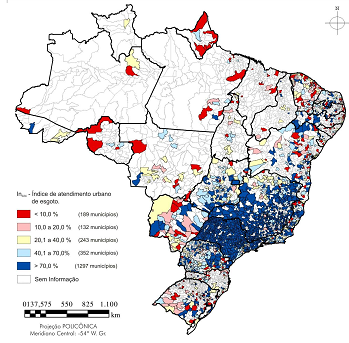 N
In₀₂₄ - Índice de atendimento urbano
de esgoto.
< 10,0 % (189 municípios)
10,0 a 20,0 % (132 municípios)
20,1 a 40,0 % (243 municípios)
40,1 a 70,0% (352 municípios)
> 70,0% (1297 municípios)
Sem Informação
0137,575 550 825 1.100
km
Projeção POLICÔNICA
Meridiano Central: -54° W. Gr.